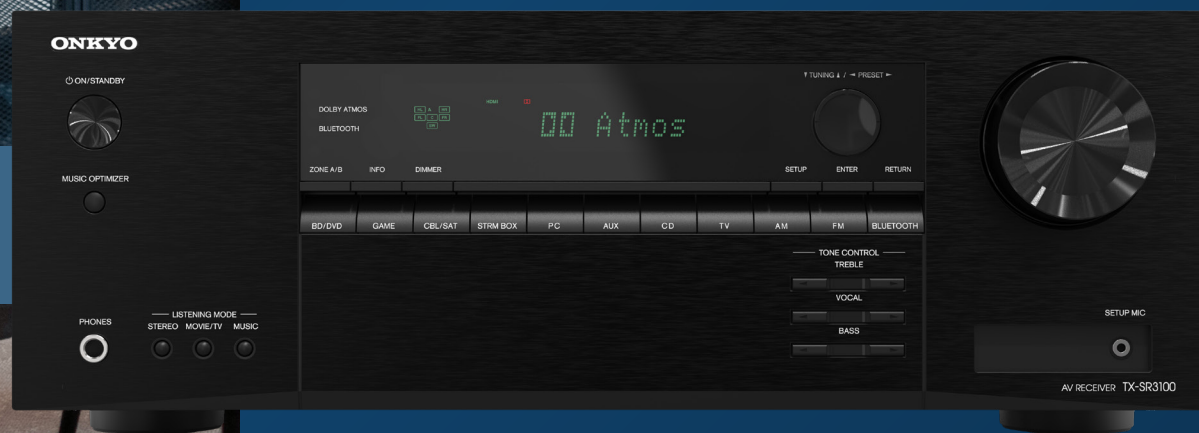 ONKYO
ON/STANDBY
MUSIC OPTIMIZER
TUNING / PRESET
DOLBY ATMOS
BLUETOOTH
HDMI
Atmos
ZONE A/B INFO DIMMER SETUP ENTER RETURN
BD/DVD GAME CBL/SAT STRM BOX PC AUX CD TV AM FM BLUETOOTH
TONE CONTROL
TREBLE
VOCAL
BASS
PHONES
LISTENING MODE
STEREO MOVIE/TV MUSIC
SETUP MIC
AV RECEIVER TX-SR3100